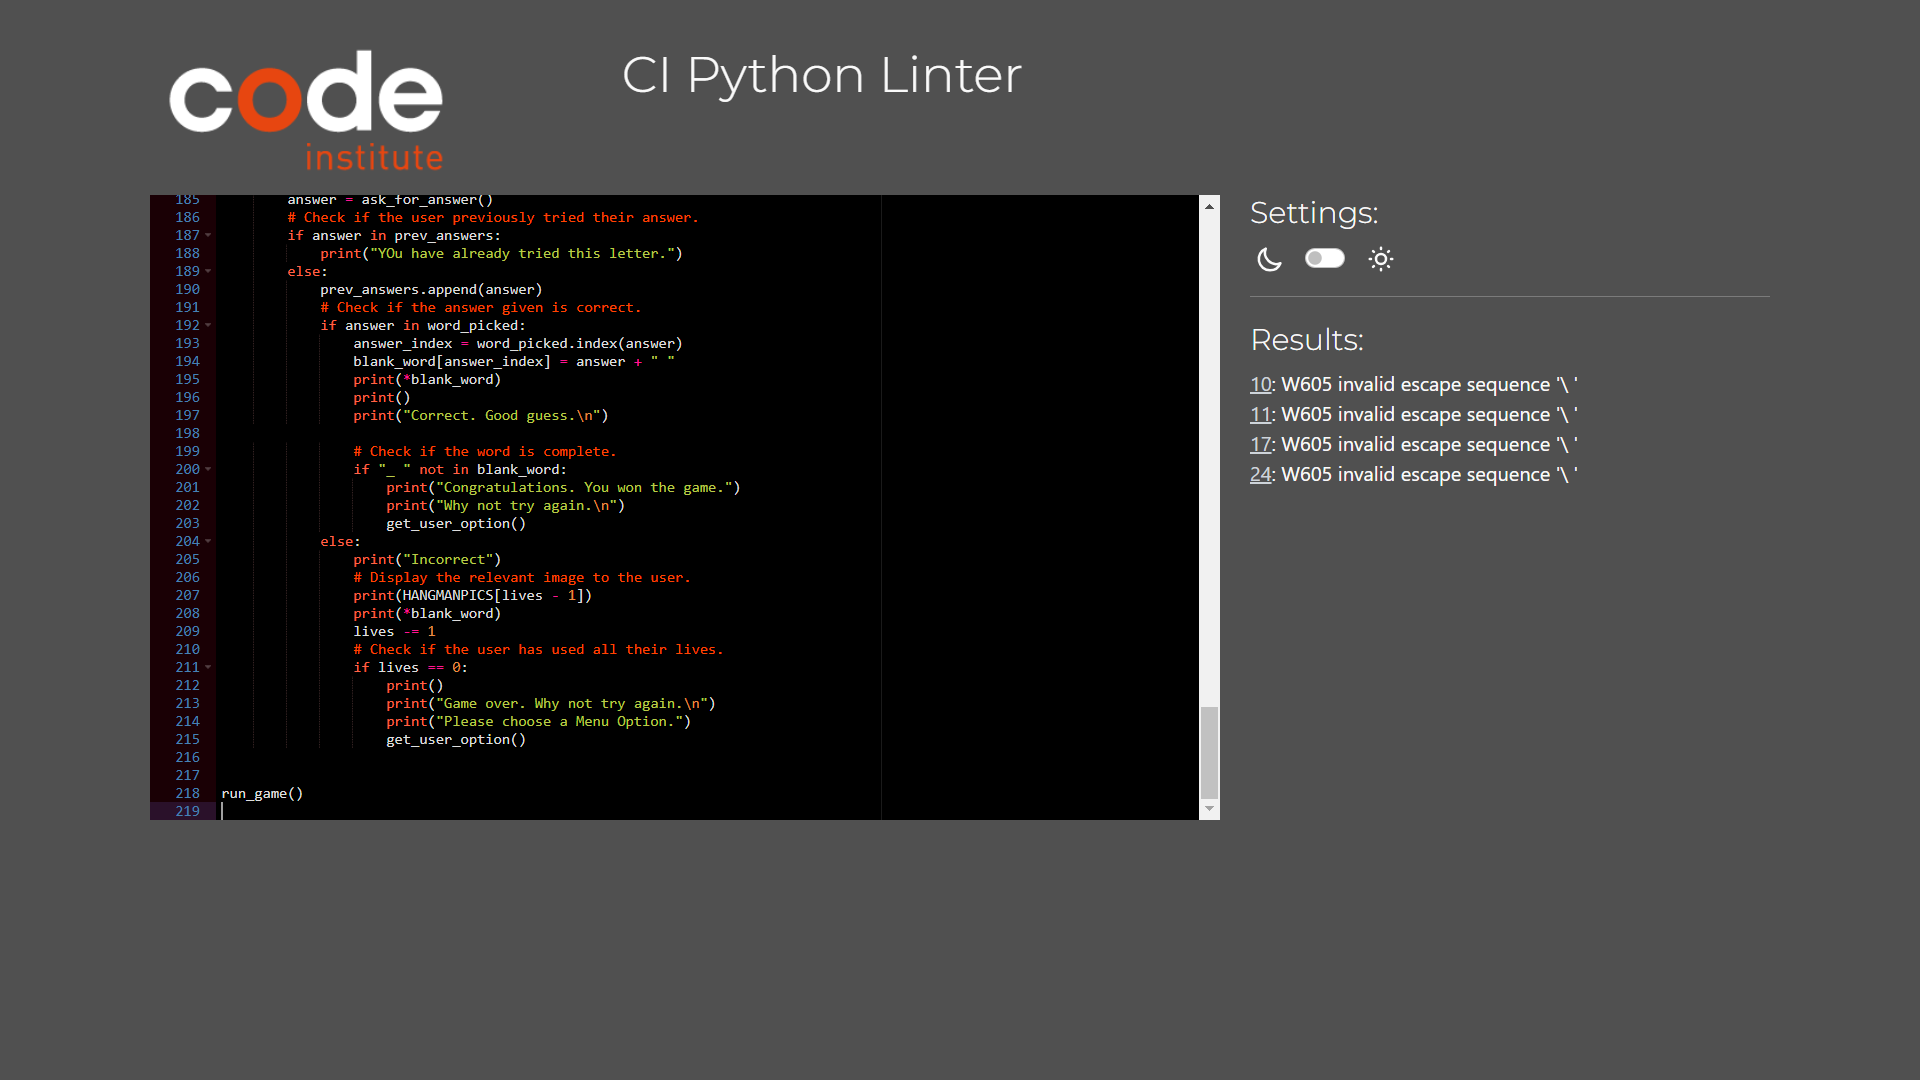 code
institute
CI Python Linter
185 answer = ask_for_answer()
186 # Check if the user previously tried their answer.
187 if answer in prev_answers:
188 print("YOu have already tried this letter.")
189 else:
190 prev_answers.append(answer)
191 # Check if the answer given is correct.
192 if answer in word_picked:
193 answer_index = word_picked.index(answer)
194 blank_word[answer_index] = answer + " "
195 print(*blank_word)
196 print()
197 print("Correct. Good guess.\n")
198
199 # Check if the word is complete.
200 if "_ " not in blank_word:
201 print("Congratulations. You won the game.")
202 print("Why not try again.\n")
203 get_user_option()
204 else:
205 print("Incorrect")
206 # Display the relevant image to the user.
207 print(HANGMANPICS[lives - 1])
208 print(*blank_word)
209 lives -= 1
210 # Check if the user has used all their lives.
211 if lives == 0:
212 print()
213 print("Game over. Why not try again.\n")
214 print("Please choose a Menu Option.")
215 get_user_option()
216
217
218 run_game()
219
Settings:
Results:
10: W605 invalid escape sequence '\ '
11: W605 invalid escape sequence '\ '
17: W605 invalid escape sequence '\ '
24: W605 invalid escape sequence '\ '